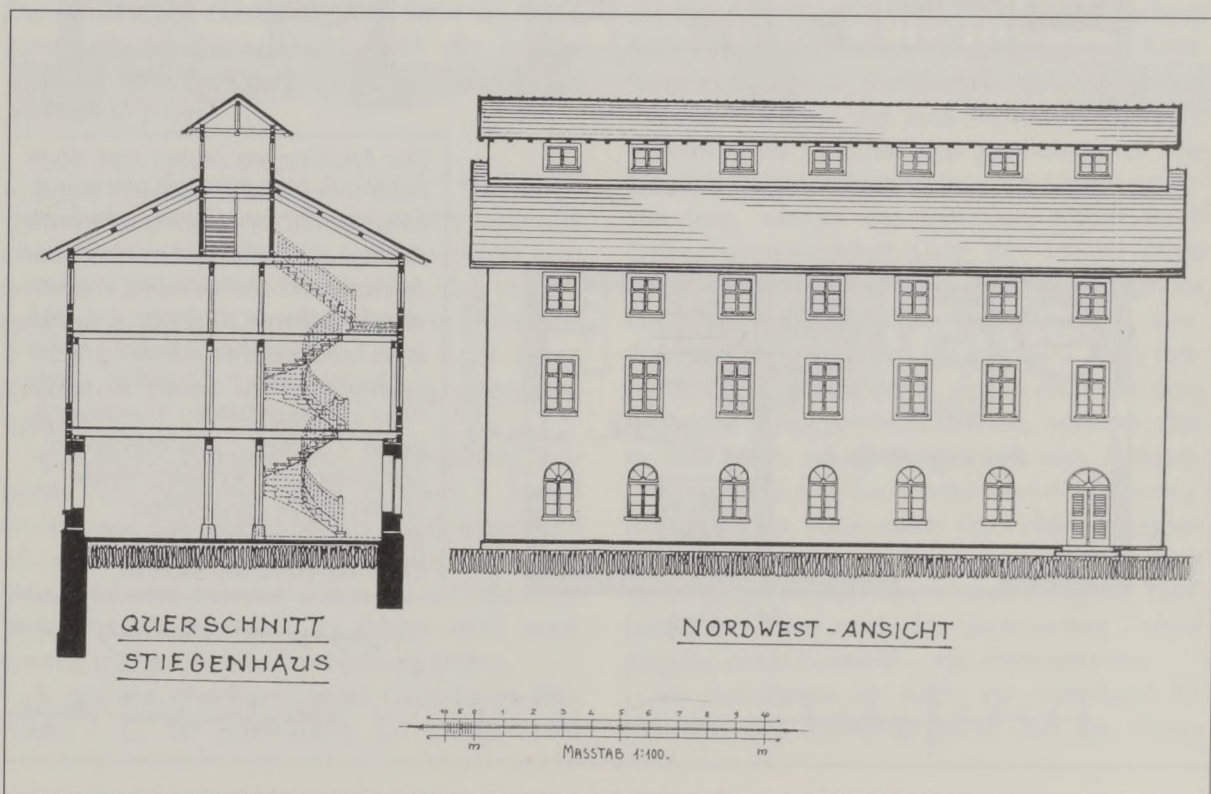 QUERSCHNITT
STIEGENHAUS
NORDWEST-ANSICHT
10 5 0 1 2 3 4 5 6 7 8 9 10
m m
MASSTAB 1:100.